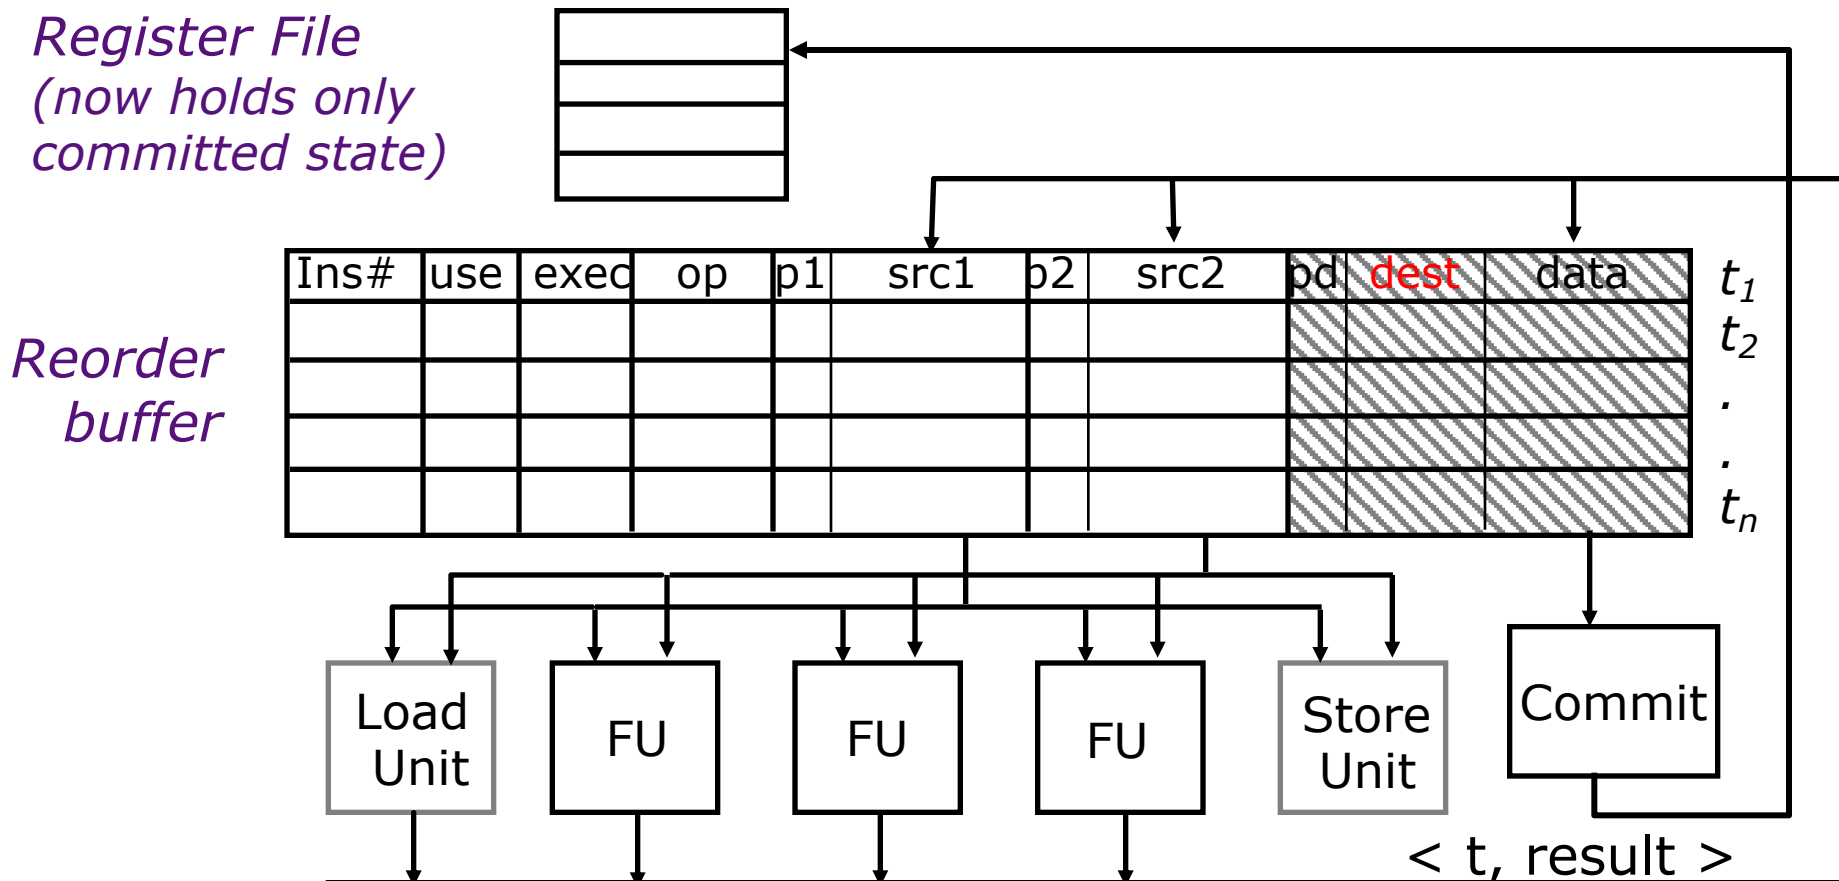 Register File
(now holds only
committed state)
Ins# use exec op p1 src1 p2 src2 pd dest data t1
t2
Reorder
buffer
.
.
tn
Load
Unit
FU
FU
FU
Store
Unit
Commit
< t, result >